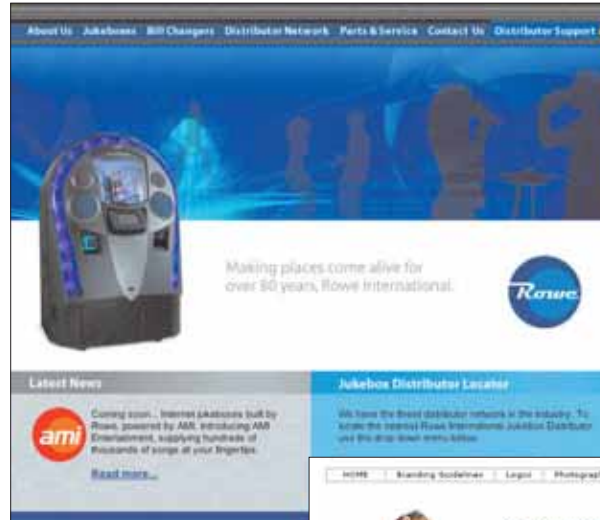 About Us Jukeboxes Bill Changers Distributor Network Parts & Service Contact Us Distributor Support
Making places come alive for
over 80 years, Rowe International.
Rowe
Latest News
ami
Coming soon... Internet jukeboxes built by
Rowe, powered by AMI. Introducing AMI
Entertainment, supplying hundreds of
thousands of songs at your fingertips.
Read more...
Jukebox Distributor Locator
We have the finest distributor network in the industry. To
locate the nearest Rowe International Jukebox Distributor
use the drop down menu below.
HOME Branding Guidelines Logos Photograp